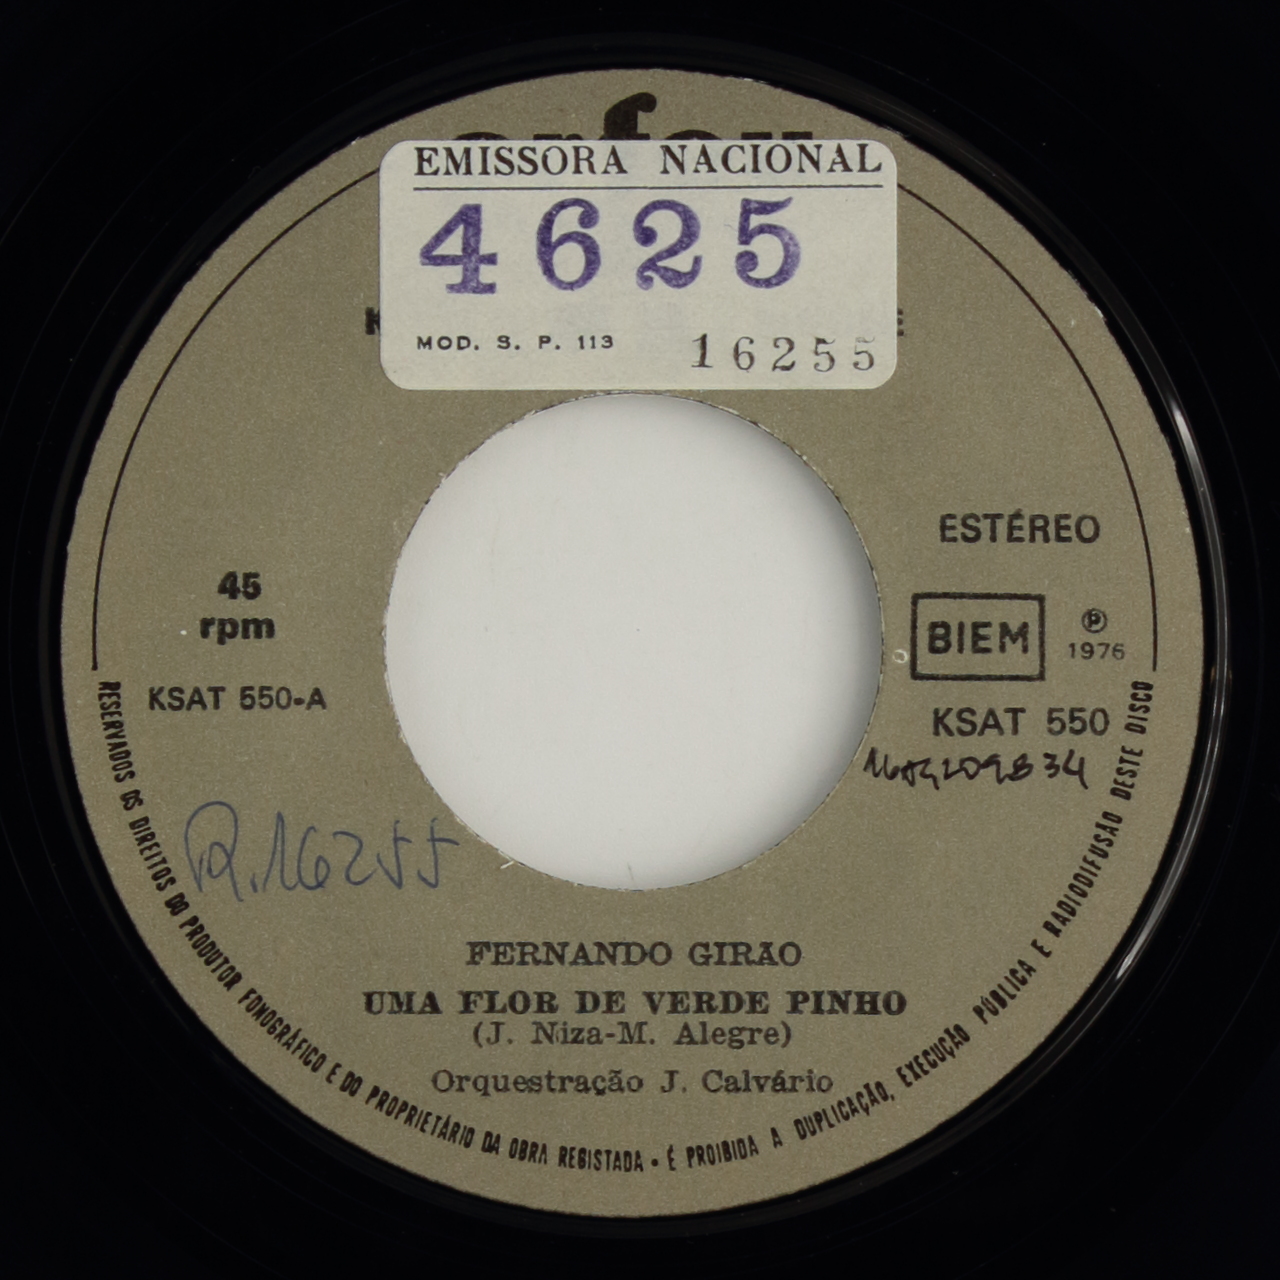 EMISSORA NACIONAL
4625
MOD. S. P. 113 16255
45
rpm
KSAT 550-A
ESTÉREO
BIEM
Ⓟ
1976
KSAT 550
R.16255
FERNANDO GIRÃO
UMA FLOR DE VERDE PINHO
(J. Niza-M. Alegre)
Orquestração J. Calvário
RESERVADOS OS DIREITOS DO PRODUTOR FONOGRÁFICO E DO PROPRIETÁRIO DA OBRA REGISTADA • É PROIBIDA A DUPLICAÇÃO, EXECUÇÃO PÚBLICA E RADIODIFUSÃO DESTE DISCO